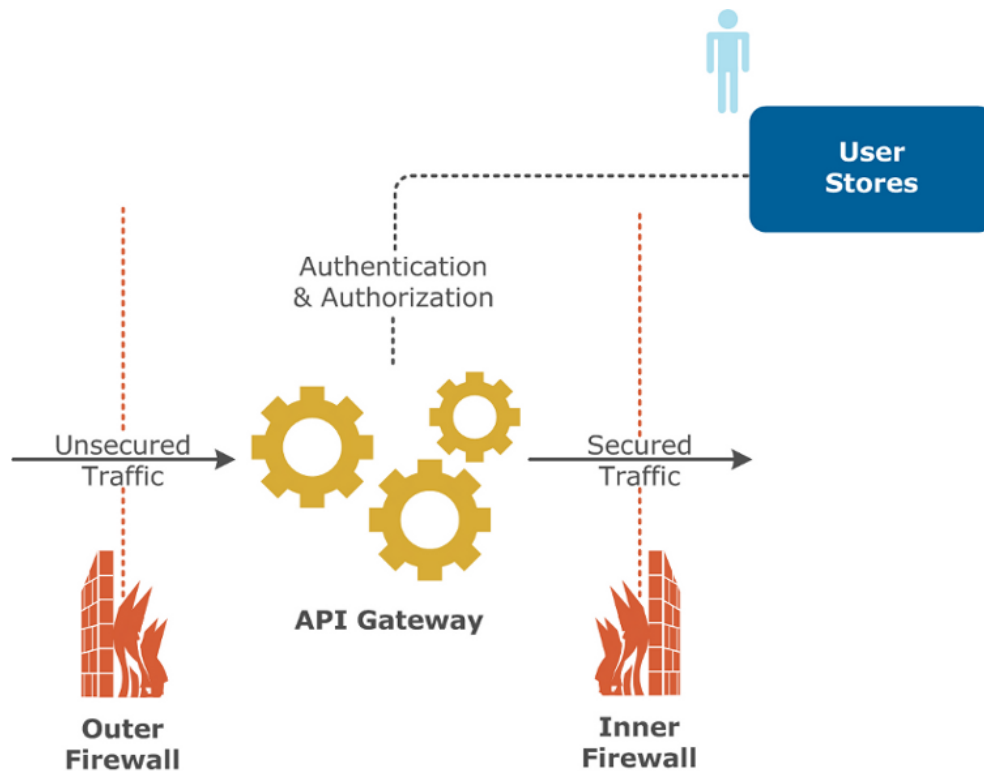 User
Stores
Authentication
& Authorization
Unsecured
Traffic
Secured
Traffic
API Gateway
Outer
Firewall
Inner
Firewall